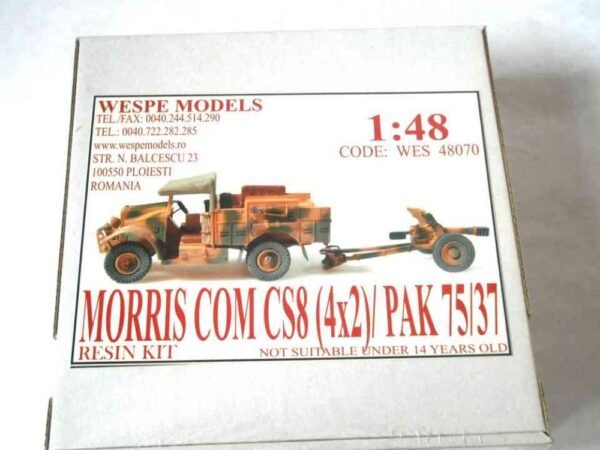 WESPE MODELS
TEL./FAX: 0040.244.514.290
TEL.: 0040.722.282.285
www.wespemodels.ro
STR. N. BALCESCU 23
100550 PLOIESTI
ROMANIA
1:48
CODE: WES 48070
MORRIS COM CS8 (4x2)/ PAK 75/37
RESIN KIT
NOT SUITABLE UNDER 14 YEARS OLD